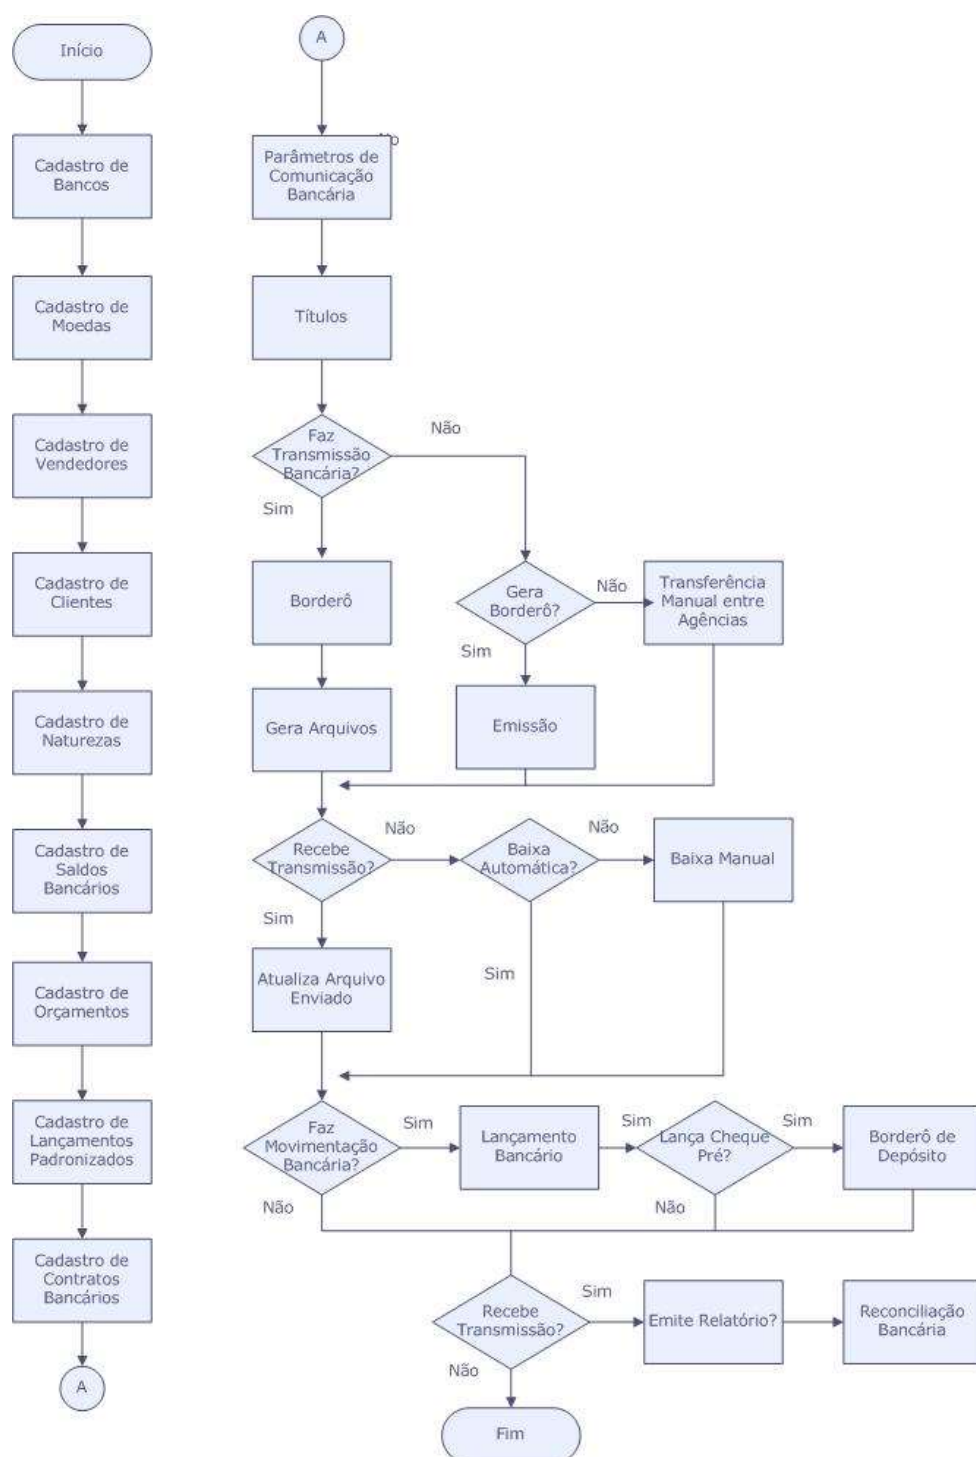 Início
Cadastro de
Bancos
Cadastro de
Moedas
Cadastro de
Vendedores
Cadastro de
Clientes
Cadastro de
Naturezas
Cadastro de
Saldos
Bancários
Cadastro de
Orçamentos
Cadastro de
Lançamentos
Padronizados
Cadastro de
Contratos
Bancários
A
A
Parâmetros de
Comunicação
Bancária
Títulos
Faz
Transmissão
Bancária?
Não
Sim
Borderô
Gera
Borderô?
Não
Transferência
Manual entre
Agências
Sim
Gera Arquivos
Emissão
Recebe
Transmissão?
Não
Baixa
Automática?
Não
Baixa Manual
Sim
Sim
Atualiza Arquivo
Enviado
Faz
Movimentação
Bancária?
Sim
Lançamento
Bancário
Sim
Lança Cheque
Pré?
Sim
Borderô de
Depósito
Não
Não
Recebe
Transmissão?
Sim
Emite Relatório?
Reconciliação
Bancária
Não
Fim